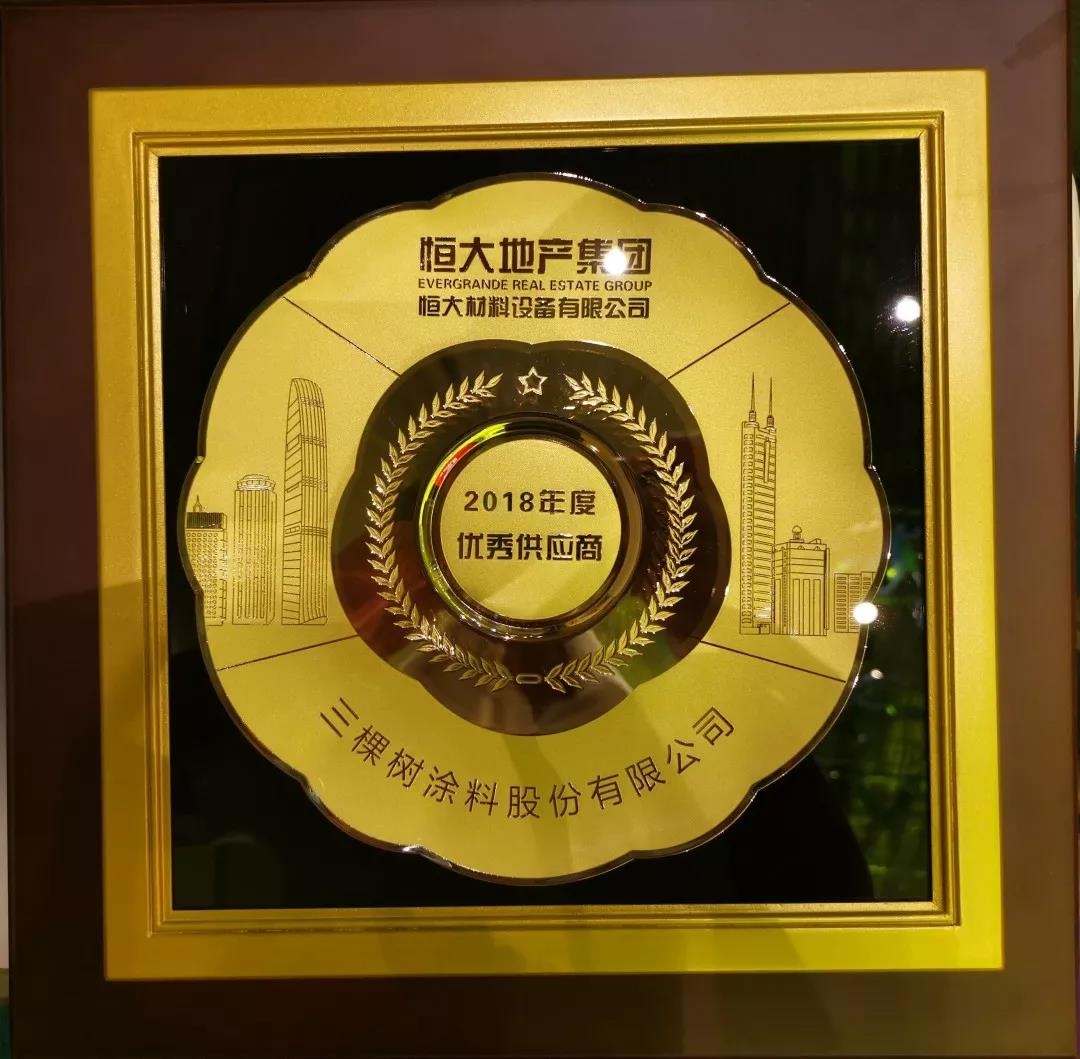 恒大地产集团
EVERGRANDE REAL ESTATE GROUP
恒大材料设备有限公司
2018年度
优秀供应商
三棵树涂料股份有限公司